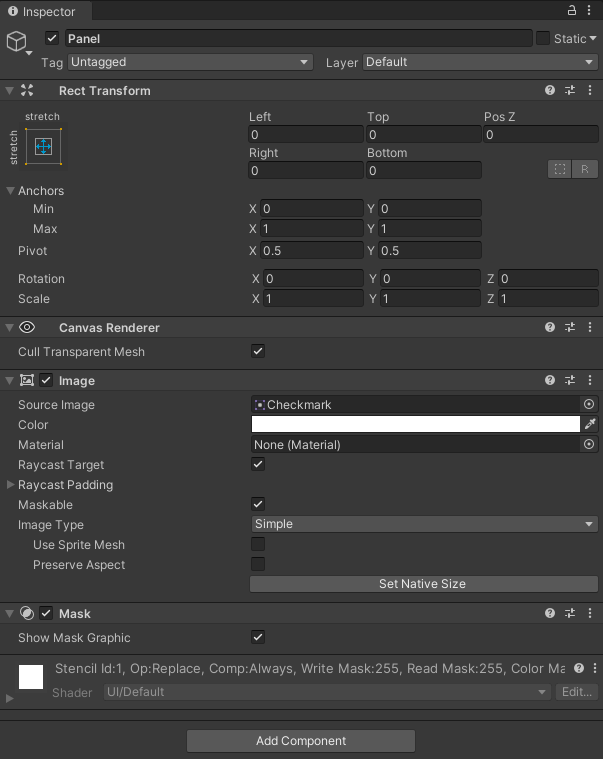 Inspector
Panel
Static
Tag Untagged Layer Default
Rect Transform
stretch
stretch
Left Top Pos Z
0 0 0
Right Bottom
0 0
R
Anchors
Min X 0 Y 0
Max X 1 Y 1
Pivot X 0.5 Y 0.5
Rotation X 0 Y 0 Z 0
Scale X 1 Y 1 Z 1
Canvas Renderer
Cull Transparent Mesh
Image
Source Image Checkmark
Color
Material None (Material)
Raycast Target
Raycast Padding
Maskable
Image Type Simple
Use Sprite Mesh
Preserve Aspect
Set Native Size
Mask
Show Mask Graphic
Stencil Id:1, Op:Replace, Comp:Always, Write Mask:255, Read Mask:255, Color Ma
Shader UI/Default Edit...
Add Component